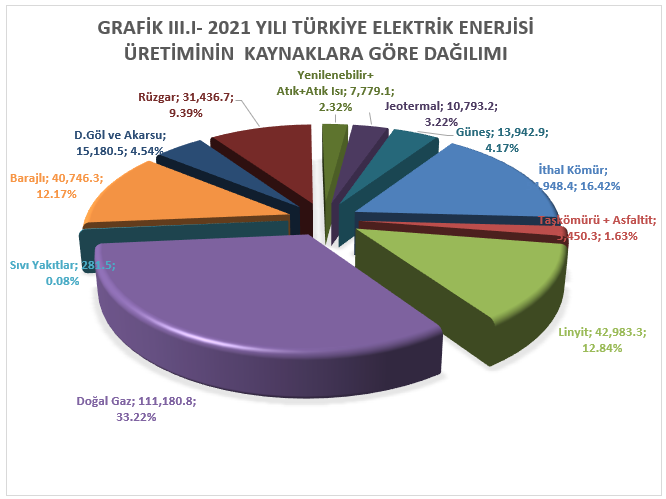 GRAFİK III.I- 2021 YILI TÜRKİYE ELEKTRİK ENERJİSİ
ÜRETİMİNİN KAYNAKLARA GÖRE DAĞILIMI
Yenilenebilir+
Atık+Atık Isı; 7,779.1;
2.32%
Jeotermal; 10,793.2;
3.22%
Güneş; 13,942.9;
4.17%
İthal Kömür;
16.42%
Taşkömürü + Asfaltit;
1.63%
Linyit; 42,983.3;
12.84%
Doğal Gaz; 111,180.8;
33.22%
Sıvı Yakıtlar;
0.08%
Barajlı; 40,746.3;
12.17%
D.Göl ve Akarsu;
15,180.5; 4.54%
Rüzgar; 31,436.7;
9.39%